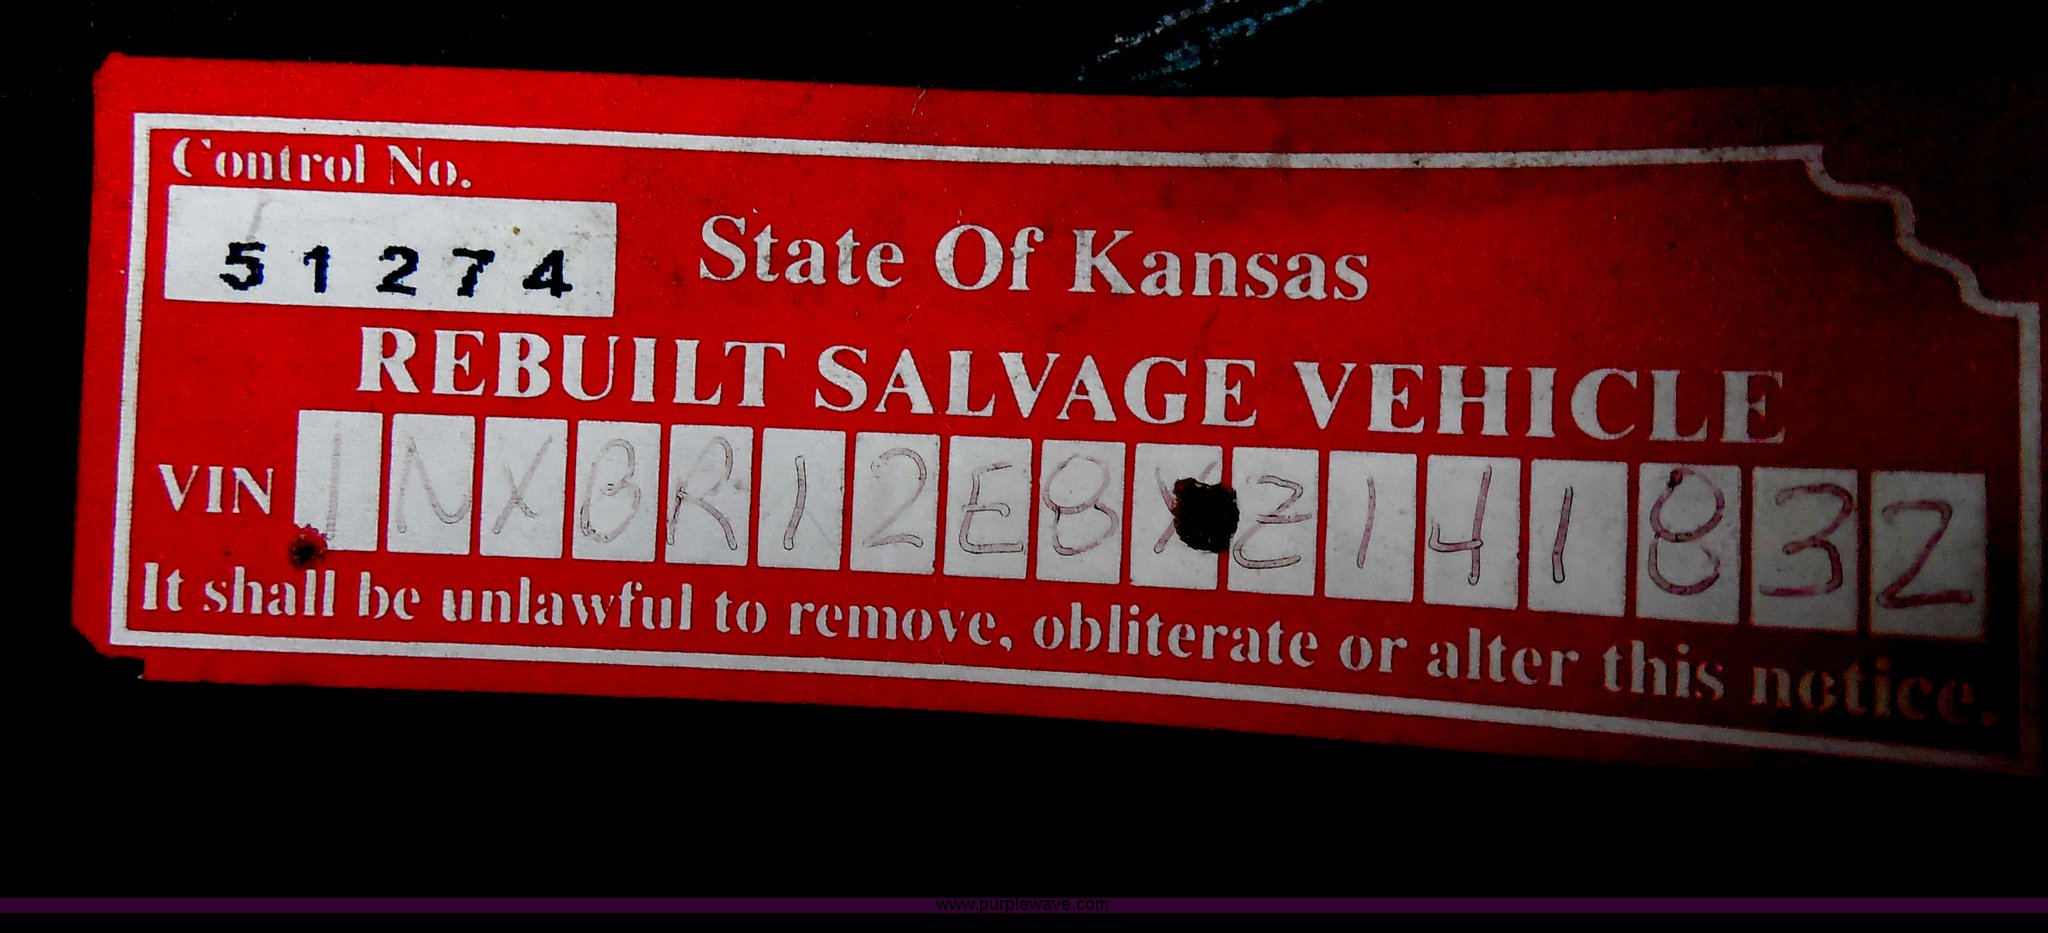 Control No.
51274
State Of Kansas
REBUILT SALVAGE VEHICLE
VIN 1NXBR12E8XZ141832
It shall be unlawful to remove, obliterate or alter this notice.
www.purplewave.com